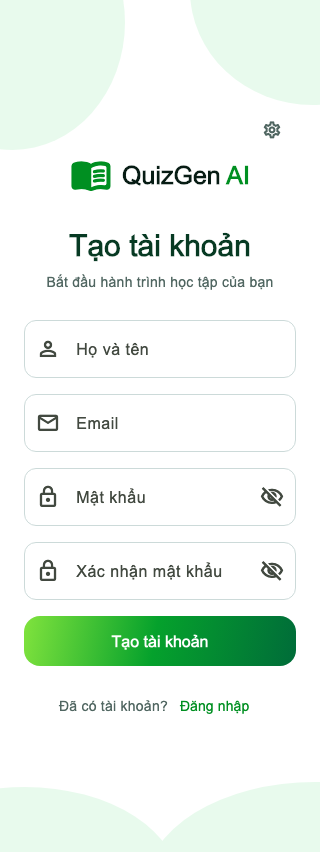 QuizGen AI
Tạo tài khoản
Bắt đầu hành trình học tập của bạn
Họ và tên
Email
Mật khẩu
Xác nhận mật khẩu
Tạo tài khoản
Đã có tài khoản? Đăng nhập